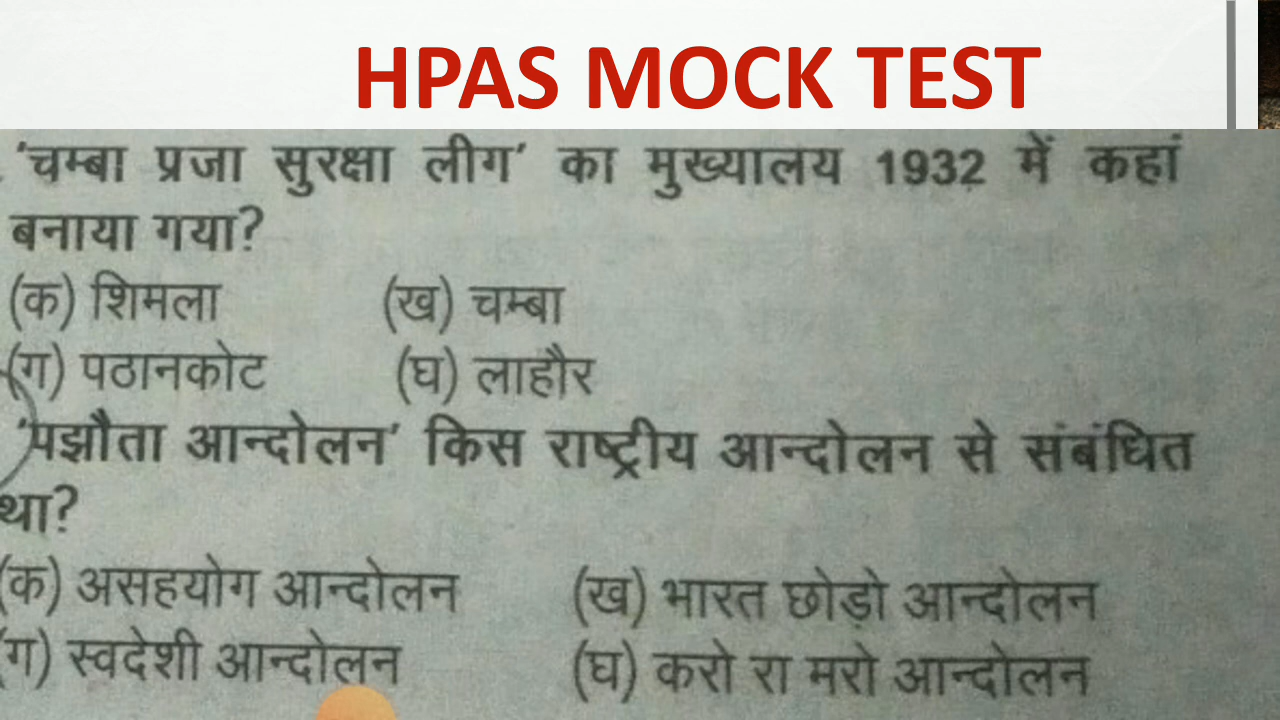 HPAS MOCK TEST
'चम्बा प्रजा सुरक्षा लीग' का मुख्यालय 1932 में कहां
बनाया गया?
(क) शिमला (ख) चम्बा
(ग) पठानकोट (घ) लाहौर
'पझौता आन्दोलन' किस राष्ट्रीय आन्दोलन से संबंधित
था?
(क) असहयोग आन्दोलन (ख) भारत छोड़ो आन्दोलन
(ग) स्वदेशी आन्दोलन (घ) करो रा मरो आन्दोलन